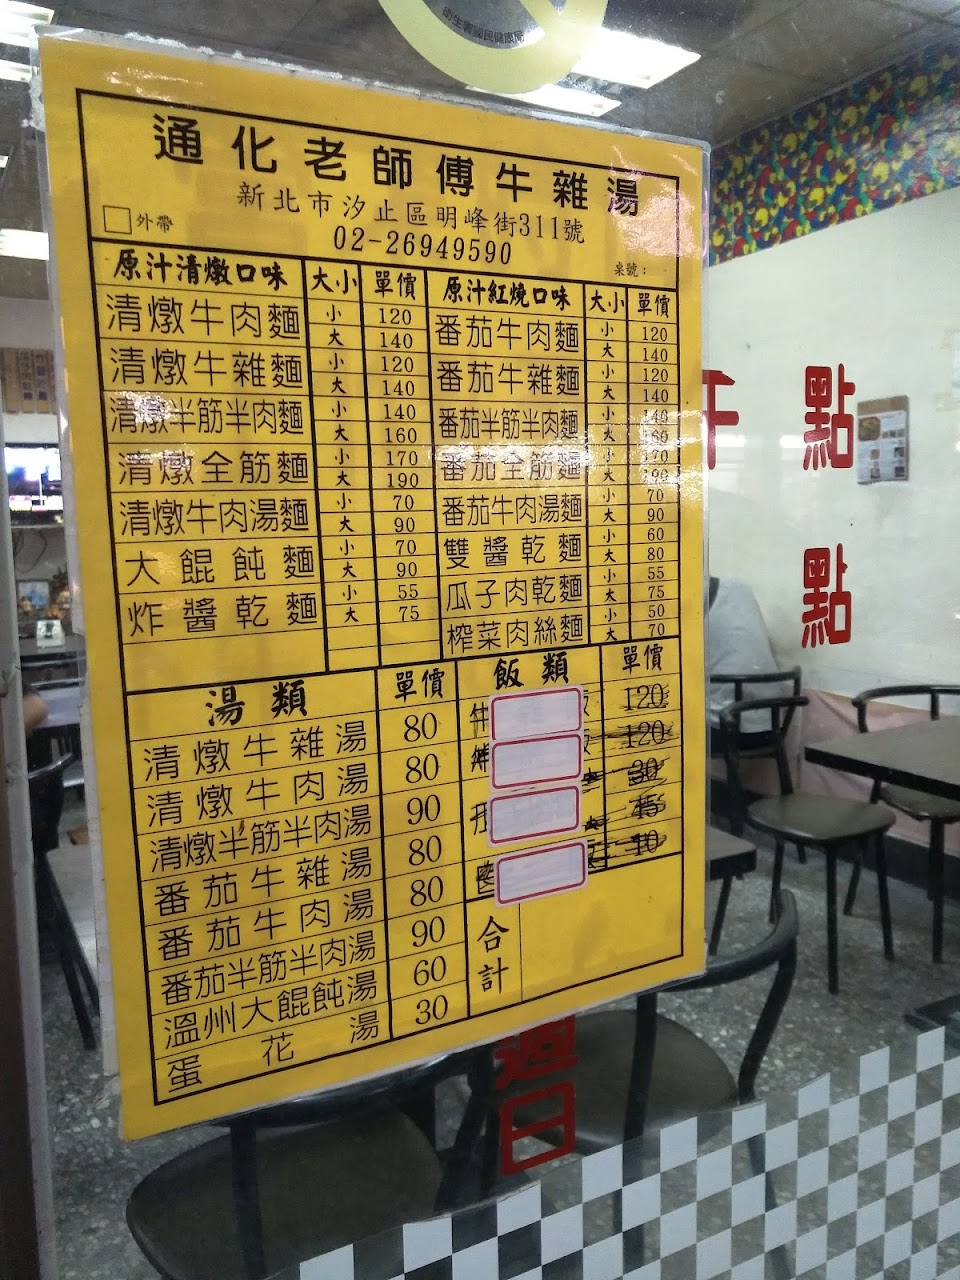 衛生署國民健康局
通化老師傅牛雜湯
新北市汐止區明峰街311號
□外帶
02-26949590
桌號：
原汁清燉口味 大小 單價
清燉牛肉麵 小 120
大 140
清燉牛雜麵 小 120
大 140
清燉半筋半肉麵 小 140
大 160
清燉全筋麵 小 170
大 190
清燉牛肉湯麵 小 70
大 90
大餛飩麵 小 70
大 90
炸醬乾麵 小 55
大 75
原汁紅燒口味 大小 單價
番茄牛肉麵 小 120
大 140
番茄牛雜麵 小 120
大 140
番茄半筋半肉麵 小 140
大 160
番茄全筋麵 小 170
大 190
番茄牛肉湯麵 小 70
大 90
雙醬乾麵 小 60
大 80
瓜子肉乾麵 小 55
大 75
榨菜肉絲麵 小 50
大 70
湯類 單價
清燉牛雜湯 80
清燉牛肉湯 80
清燉半筋半肉湯 90
番茄牛雜湯 80
番茄牛肉湯 80
番茄半筋半肉湯 90
溫州大餛飩湯 60
蛋花湯 30
飯類 單價
120
120
30
45
10
合計
點
點
週日